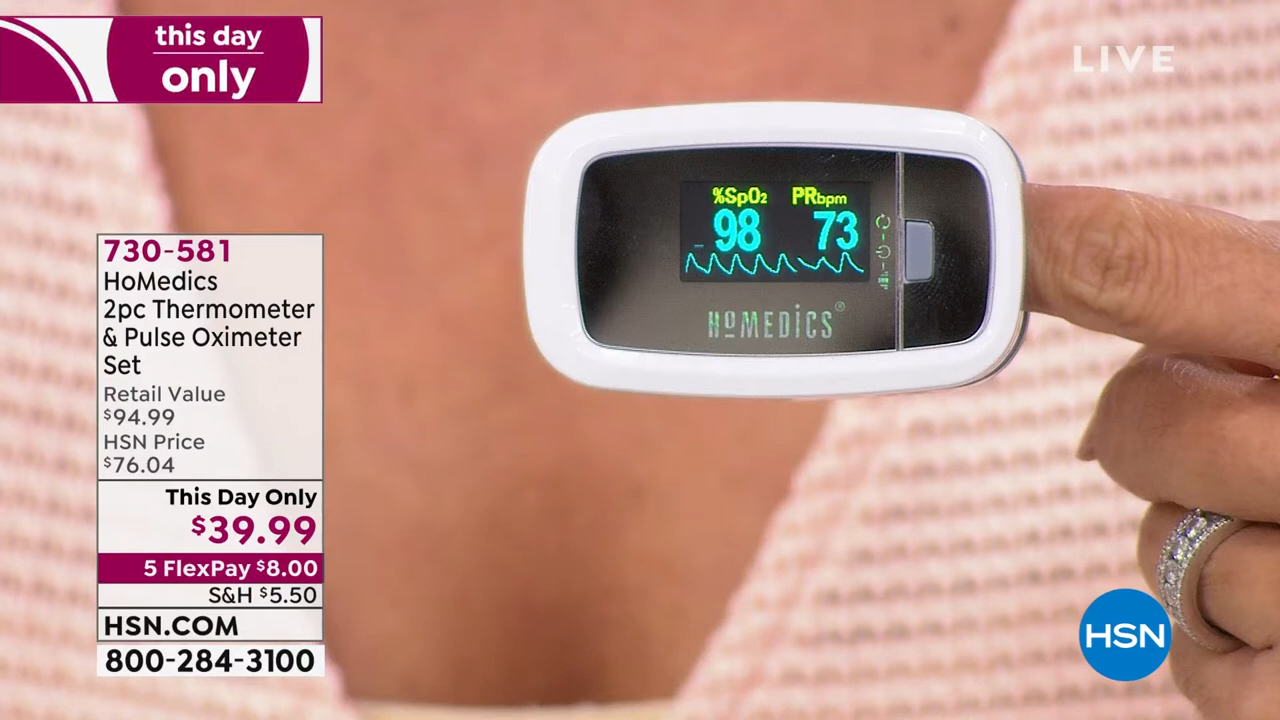 this day
only
LIVE
730-581
HoMedics
2pc Thermometer
& Pulse Oximeter
Set
Retail Value
$94.99
HSN Price
$76.04
This Day Only
$39.99
5 FlexPay $8.00
S&H $5.50
HSN.COM
800-284-3100
%SpO₂ PRbpm
98 73
HoMEDiCS®
HSN